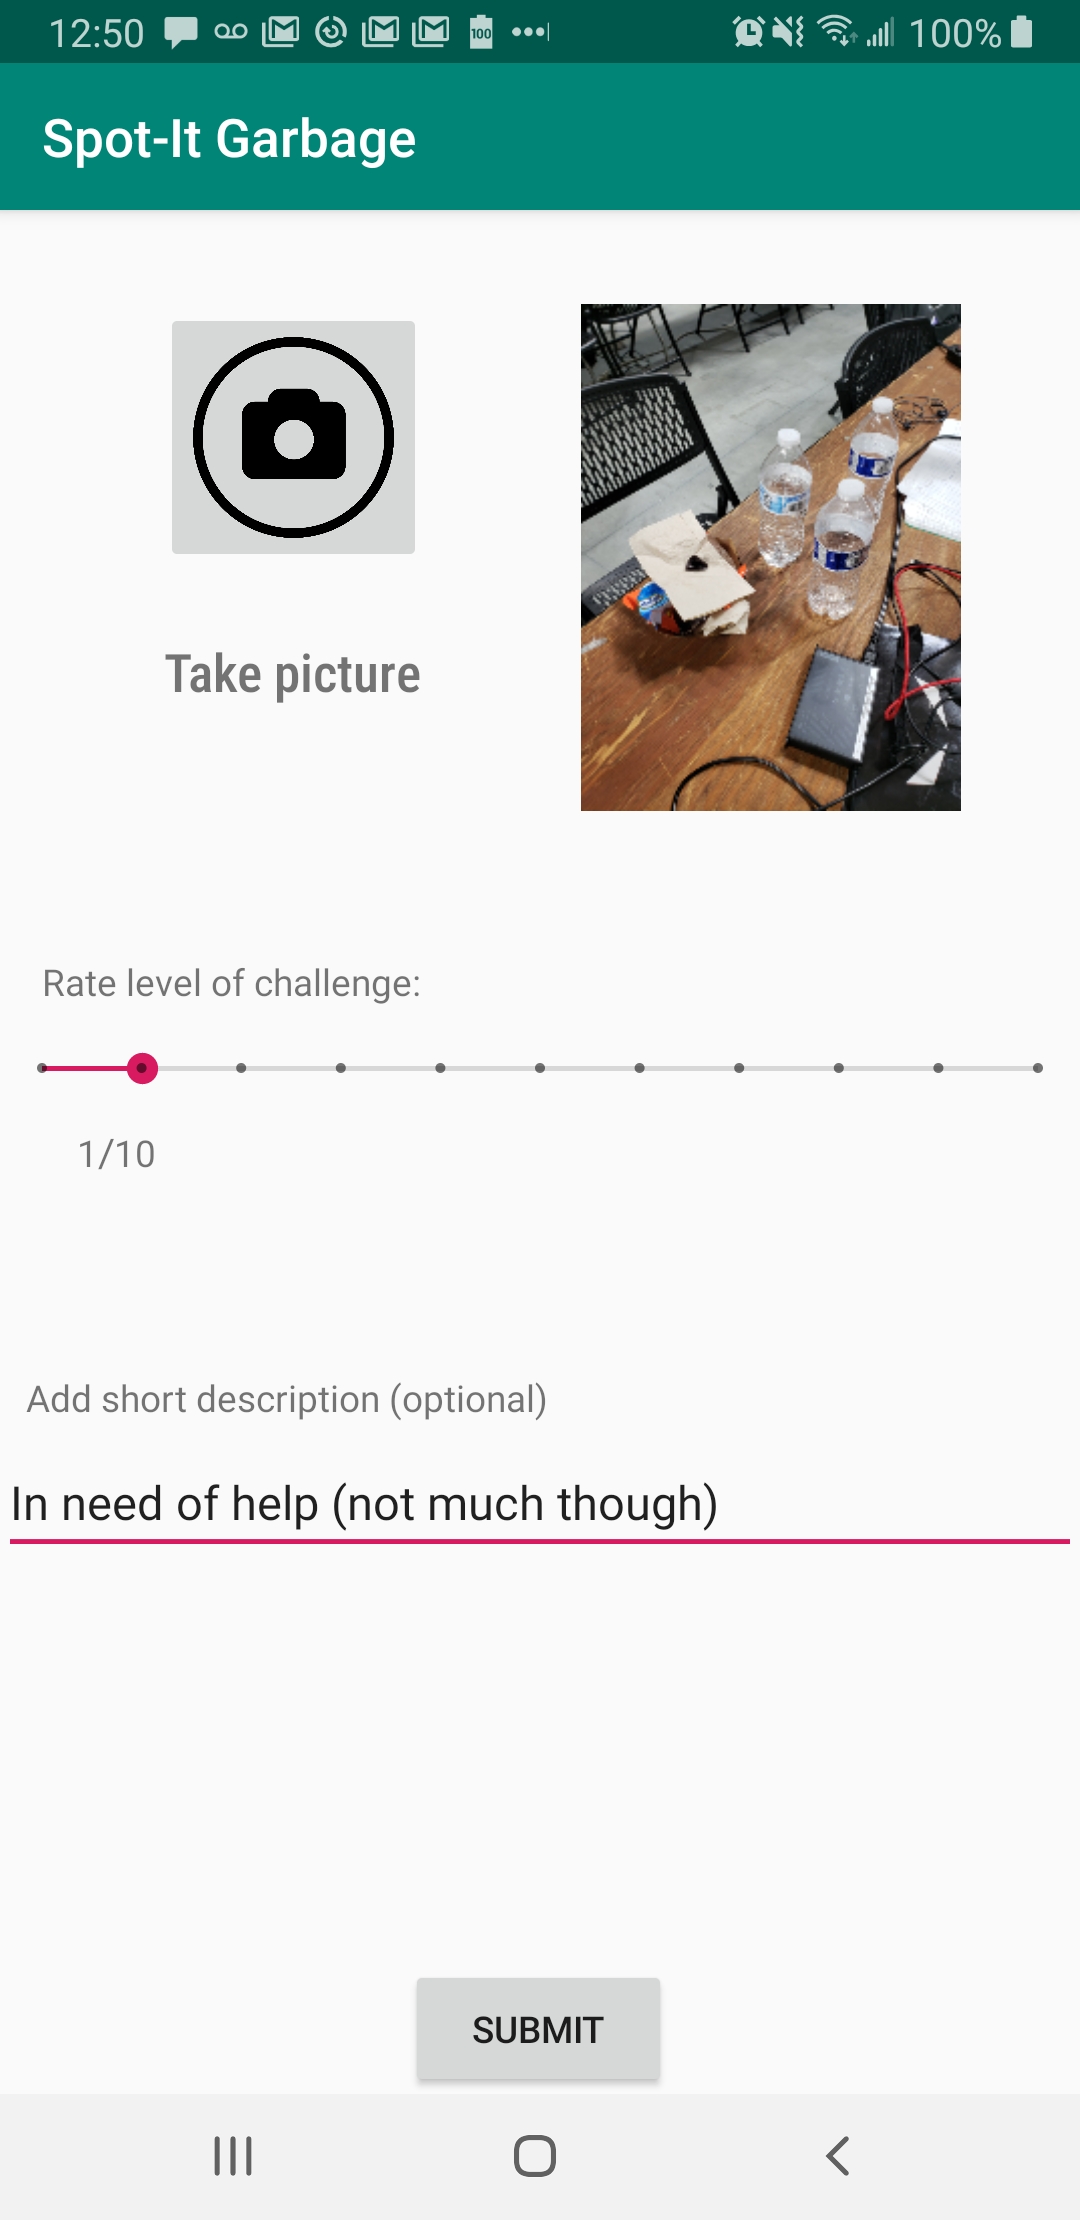 12:50 100 100%
Spot-It Garbage
Take picture
Rate level of challenge:
1/10
Add short description (optional)
In need of help (not much though)
SUBMIT